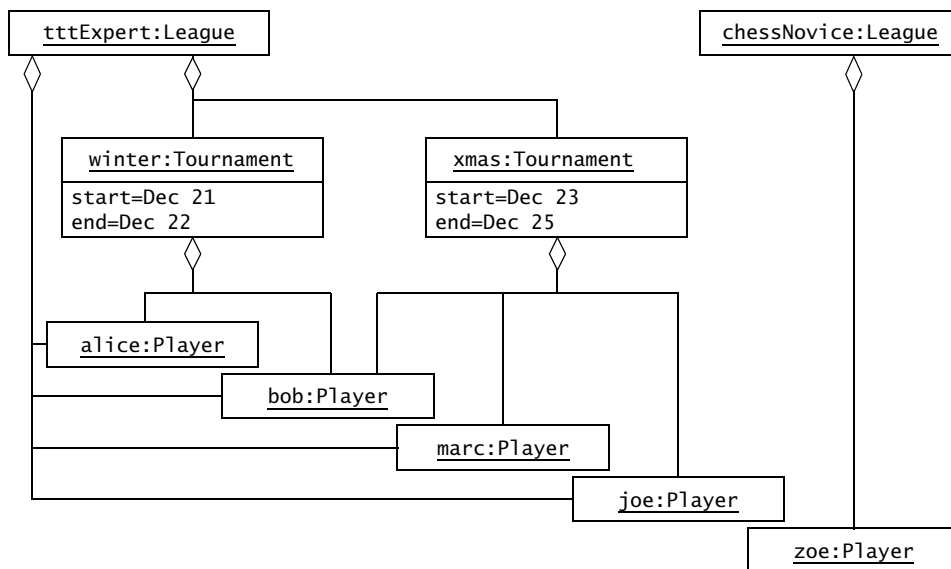 tttExpert:League
chessNovice:League
winter:Tournament
start=Dec 21
end=Dec 22
xmas:Tournament
start=Dec 23
end=Dec 25
alice:Player
bob:Player
marc:Player
joe:Player
zoe:Player